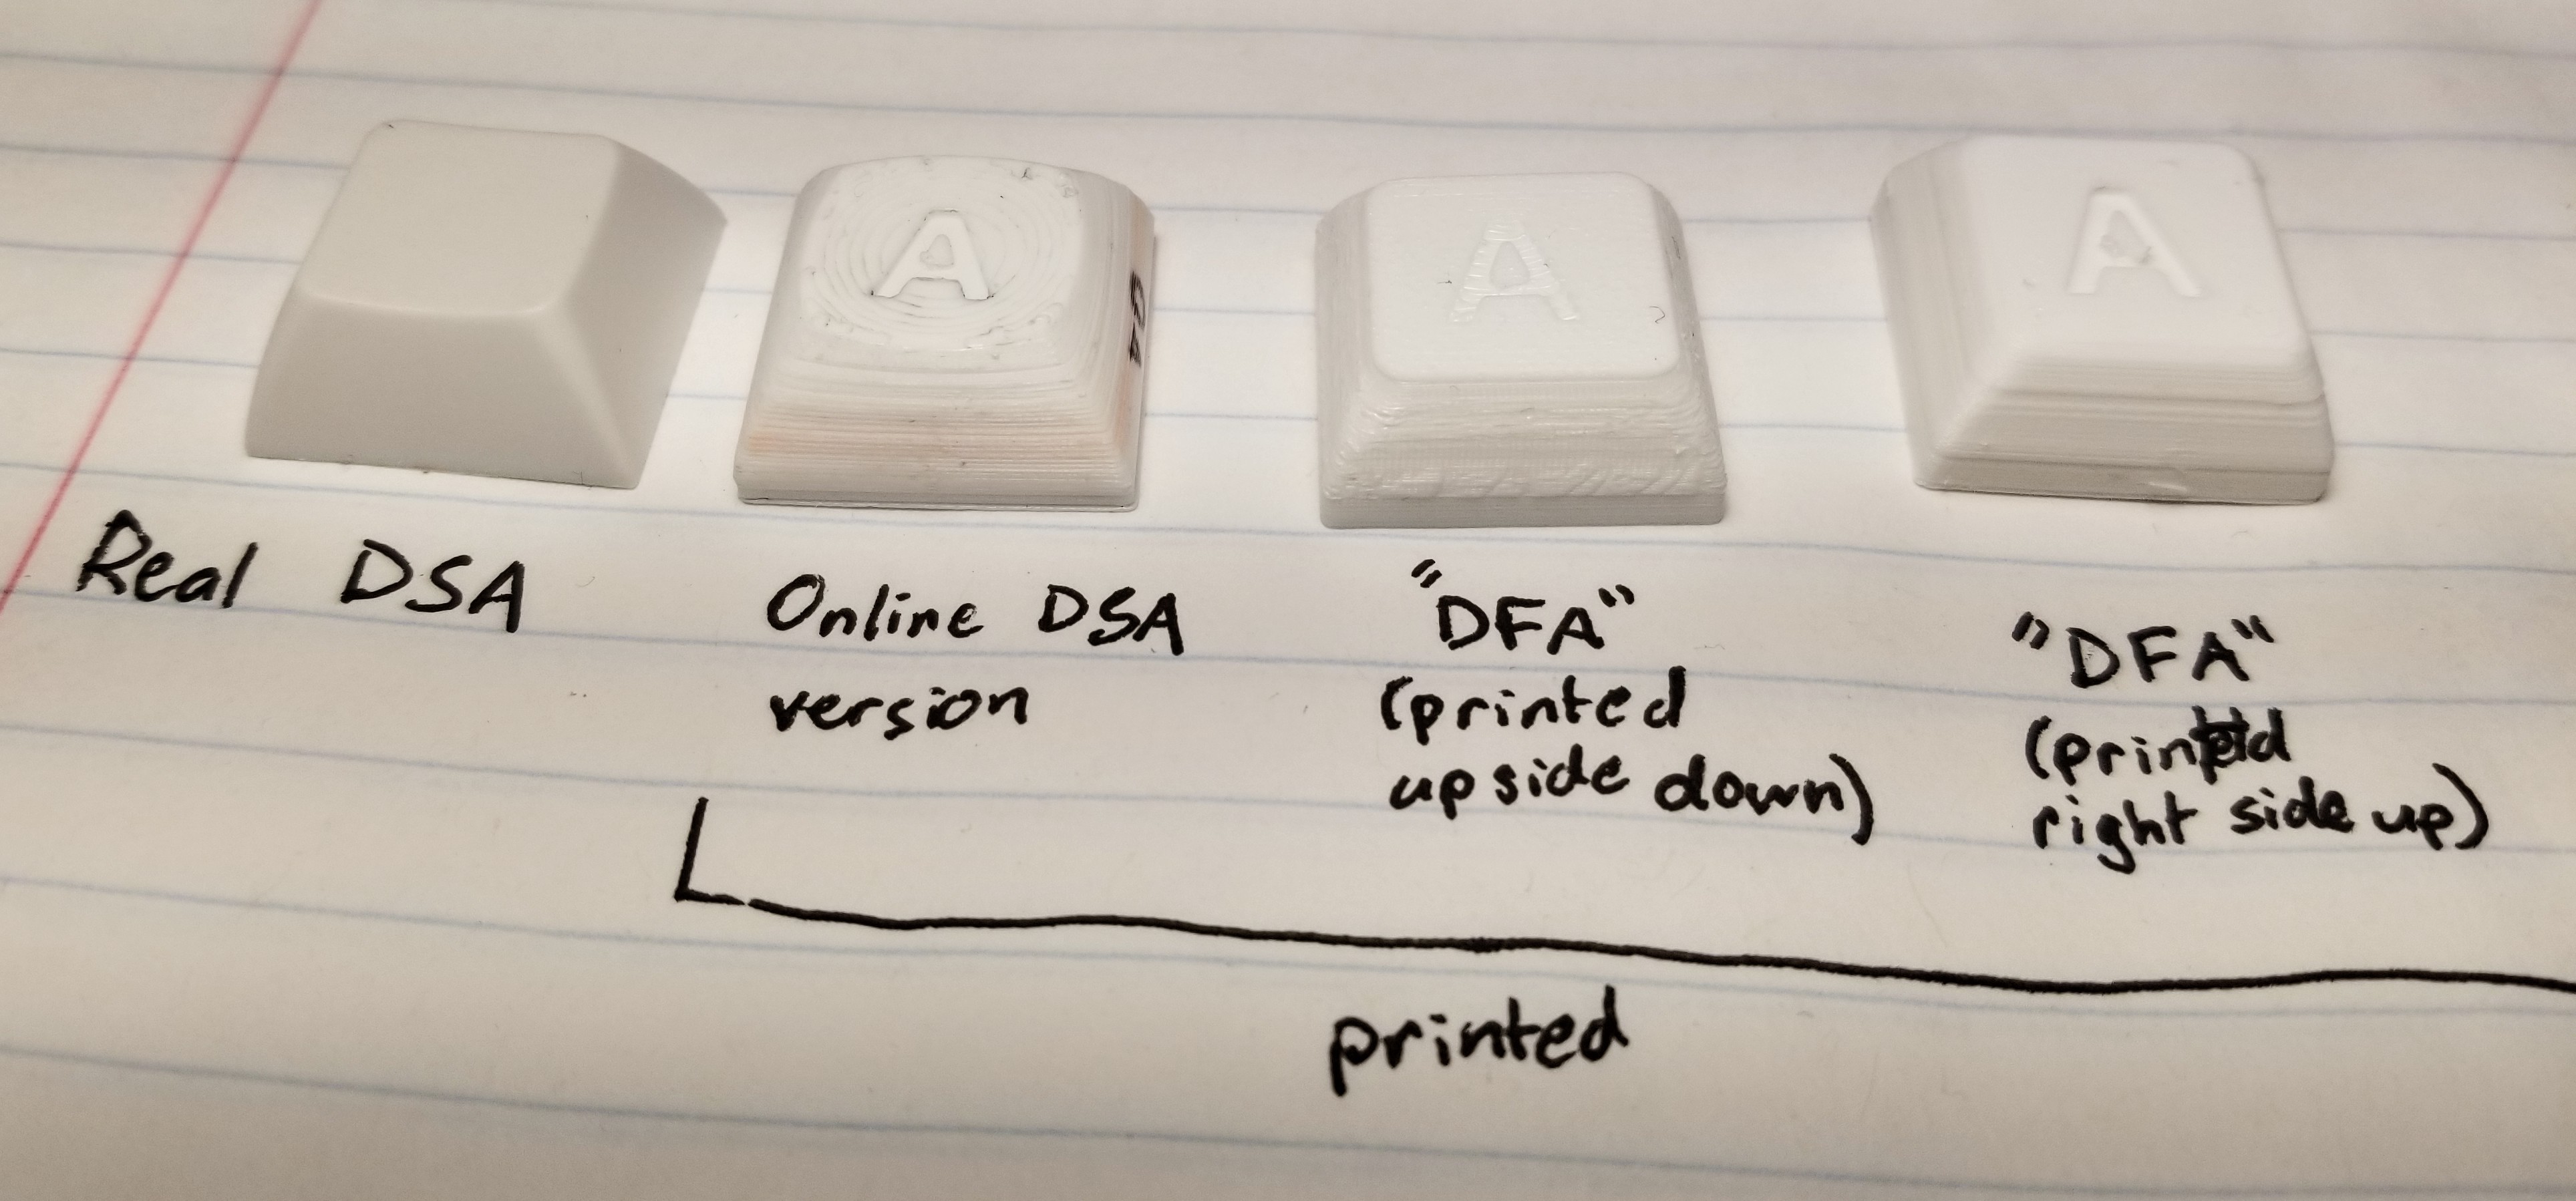 A
A
A
Real DSA
Online DSA
version
"DFA"
(printed
upside down)
"DFA"
(printed
right side up)
printed